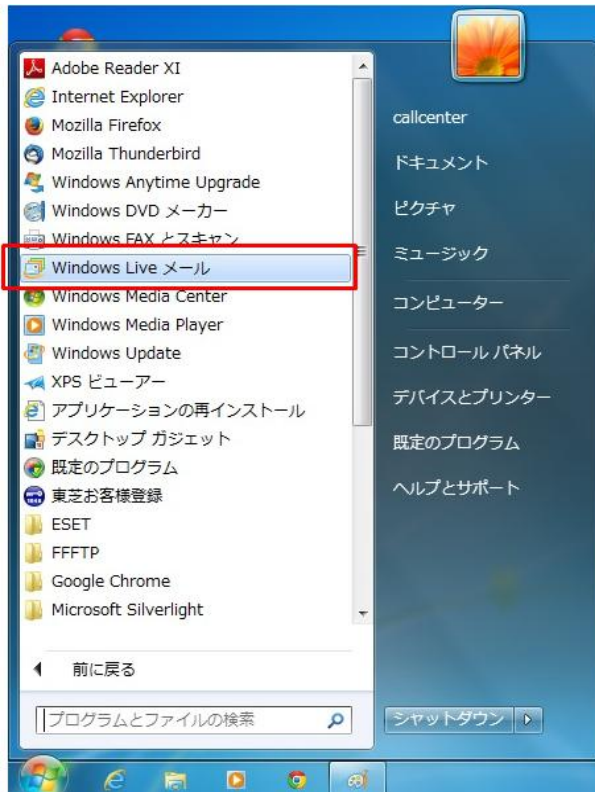 Adobe Reader XI
Internet Explorer
Mozilla Firefox
Mozilla Thunderbird
Windows Anytime Upgrade
Windows DVD メーカー
Windows FAX とスキャン
Windows Live メール
Windows Media Center
Windows Media Player
Windows Update
XPS ビューアー
アプリケーションの再インストール
デスクトップ ガジェット
既定のプログラム
東芝お客様登録
ESET
FFFTP
Google Chrome
Microsoft Silverlight
前に戻る
プログラムとファイルの検索
callcenter
ドキュメント
ピクチャ
ミュージック
コンピューター
コントロール パネル
デバイスとプリンター
既定のプログラム
ヘルプとサポート
シャットダウン